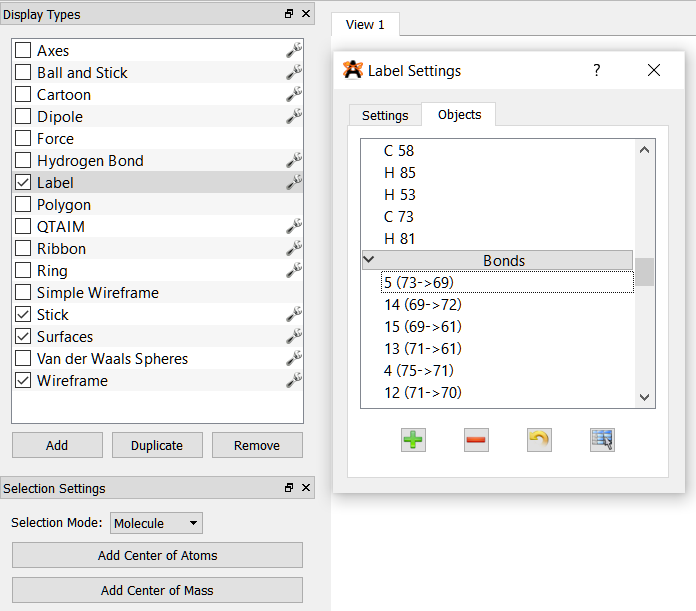 Display Types
Axes
Ball and Stick
Cartoon
Dipole
Force
Hydrogen Bond
Label
Polygon
QTAIM
Ribbon
Ring
Simple Wireframe
Stick
Surfaces
Van der Waals Spheres
Wireframe
Add Duplicate Remove
Selection Settings
Selection Mode: Molecule
Add Center of Atoms
Add Center of Mass
View 1
Label Settings ?
Settings Objects
C 58
H 85
H 53
C 73
H 81
Bonds
5 (73->69)
14 (69->72)
15 (69->61)
13 (71->61)
4 (75->71)
12 (71->70)